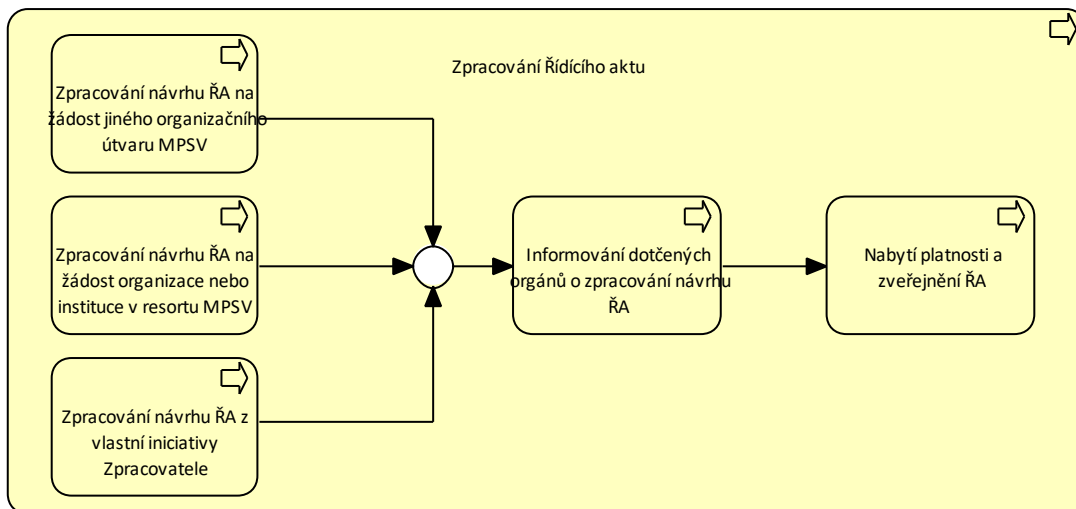 Zpracování Řídícího aktu
Zpracování návrhu ŘA na
žádost jiného organizačního
útvaru MPSV
Zpracování návrhu ŘA na
žádost organizace nebo
instituce v resortu MPSV
Zpracování návrhu ŘA z
vlastní iniciativy
Zpracovatele
Informování dotčených
orgánů o zpracování návrhu
ŘA
Nabytí platnosti a
zveřejnění ŘA